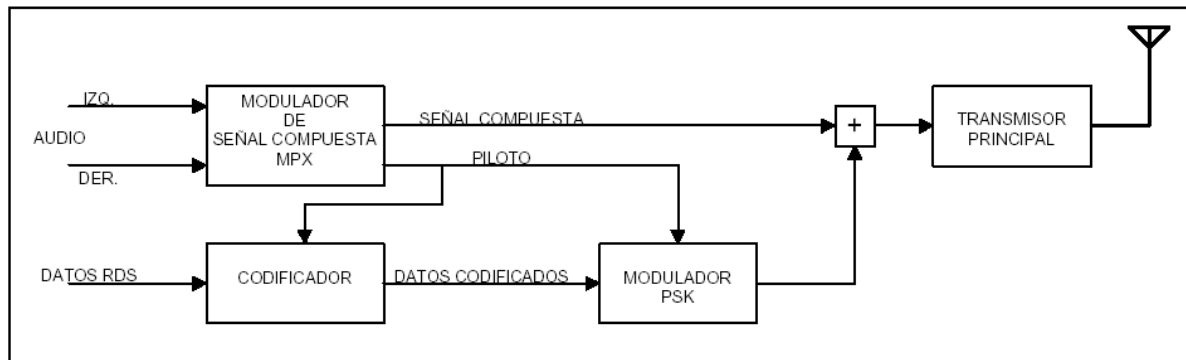 IZQ.
AUDIO
DER.
MODULADOR
DE
SEÑAL COMPUESTA
MPX
SEÑAL COMPUESTA
PILOTO
+
TRANSMISOR
PRINCIPAL
DATOS RDS
CODIFICADOR
DATOS CODIFICADOS
MODULADOR
PSK